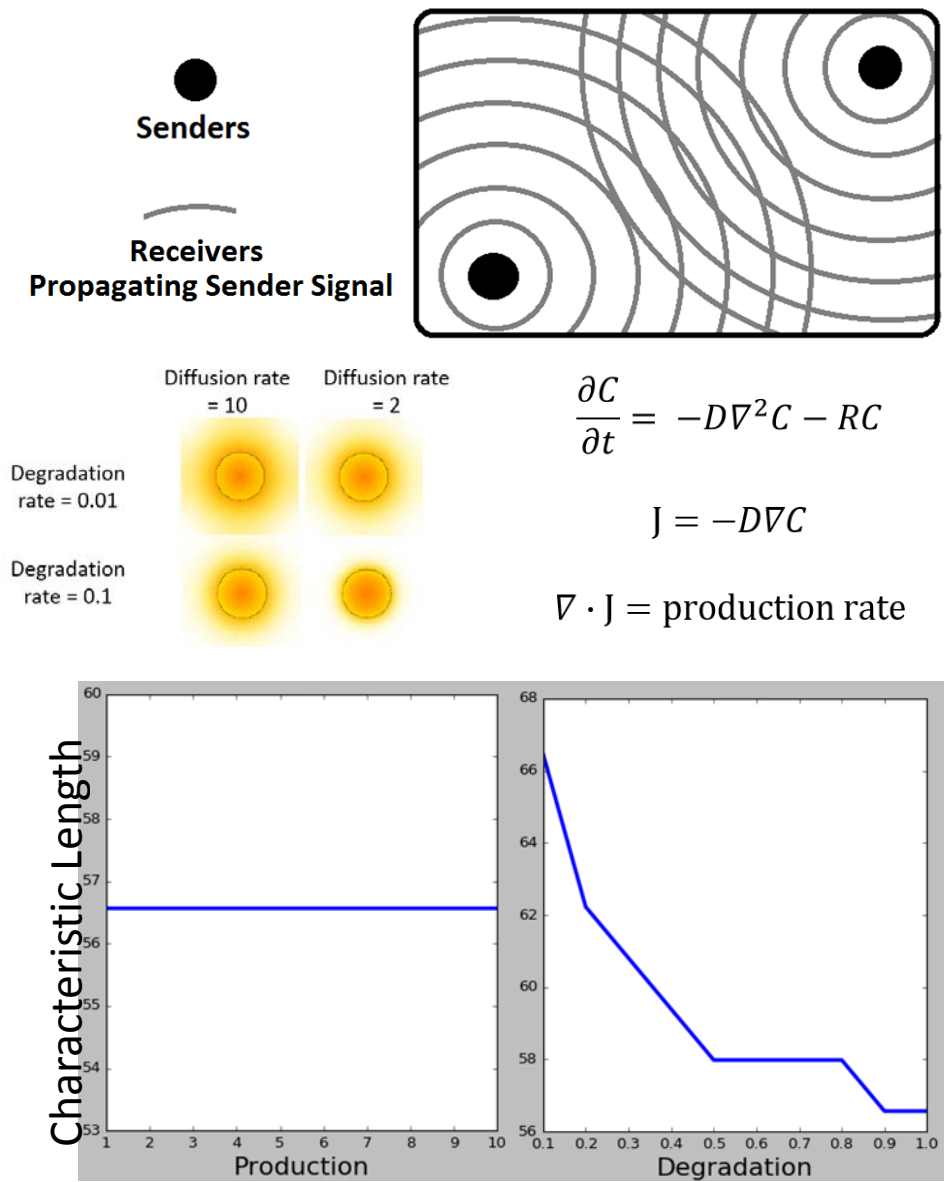 Senders
Receivers
Propagating Sender Signal
Diffusion rate
= 10
Diffusion rate
= 2
Degradation
rate = 0.01
Degradation
rate = 0.1
∂C/∂t = −D∇²C − RC
J = −D∇C
∇ · J = production rate
Characteristic Length
60
59
58
57
56
55
54
53
1 2 3 4 5 6 7 8 9 10
Production
68
66
64
62
60
58
56
0.1 0.2 0.3 0.4 0.5 0.6 0.7 0.8 0.9 1.0
Degradation